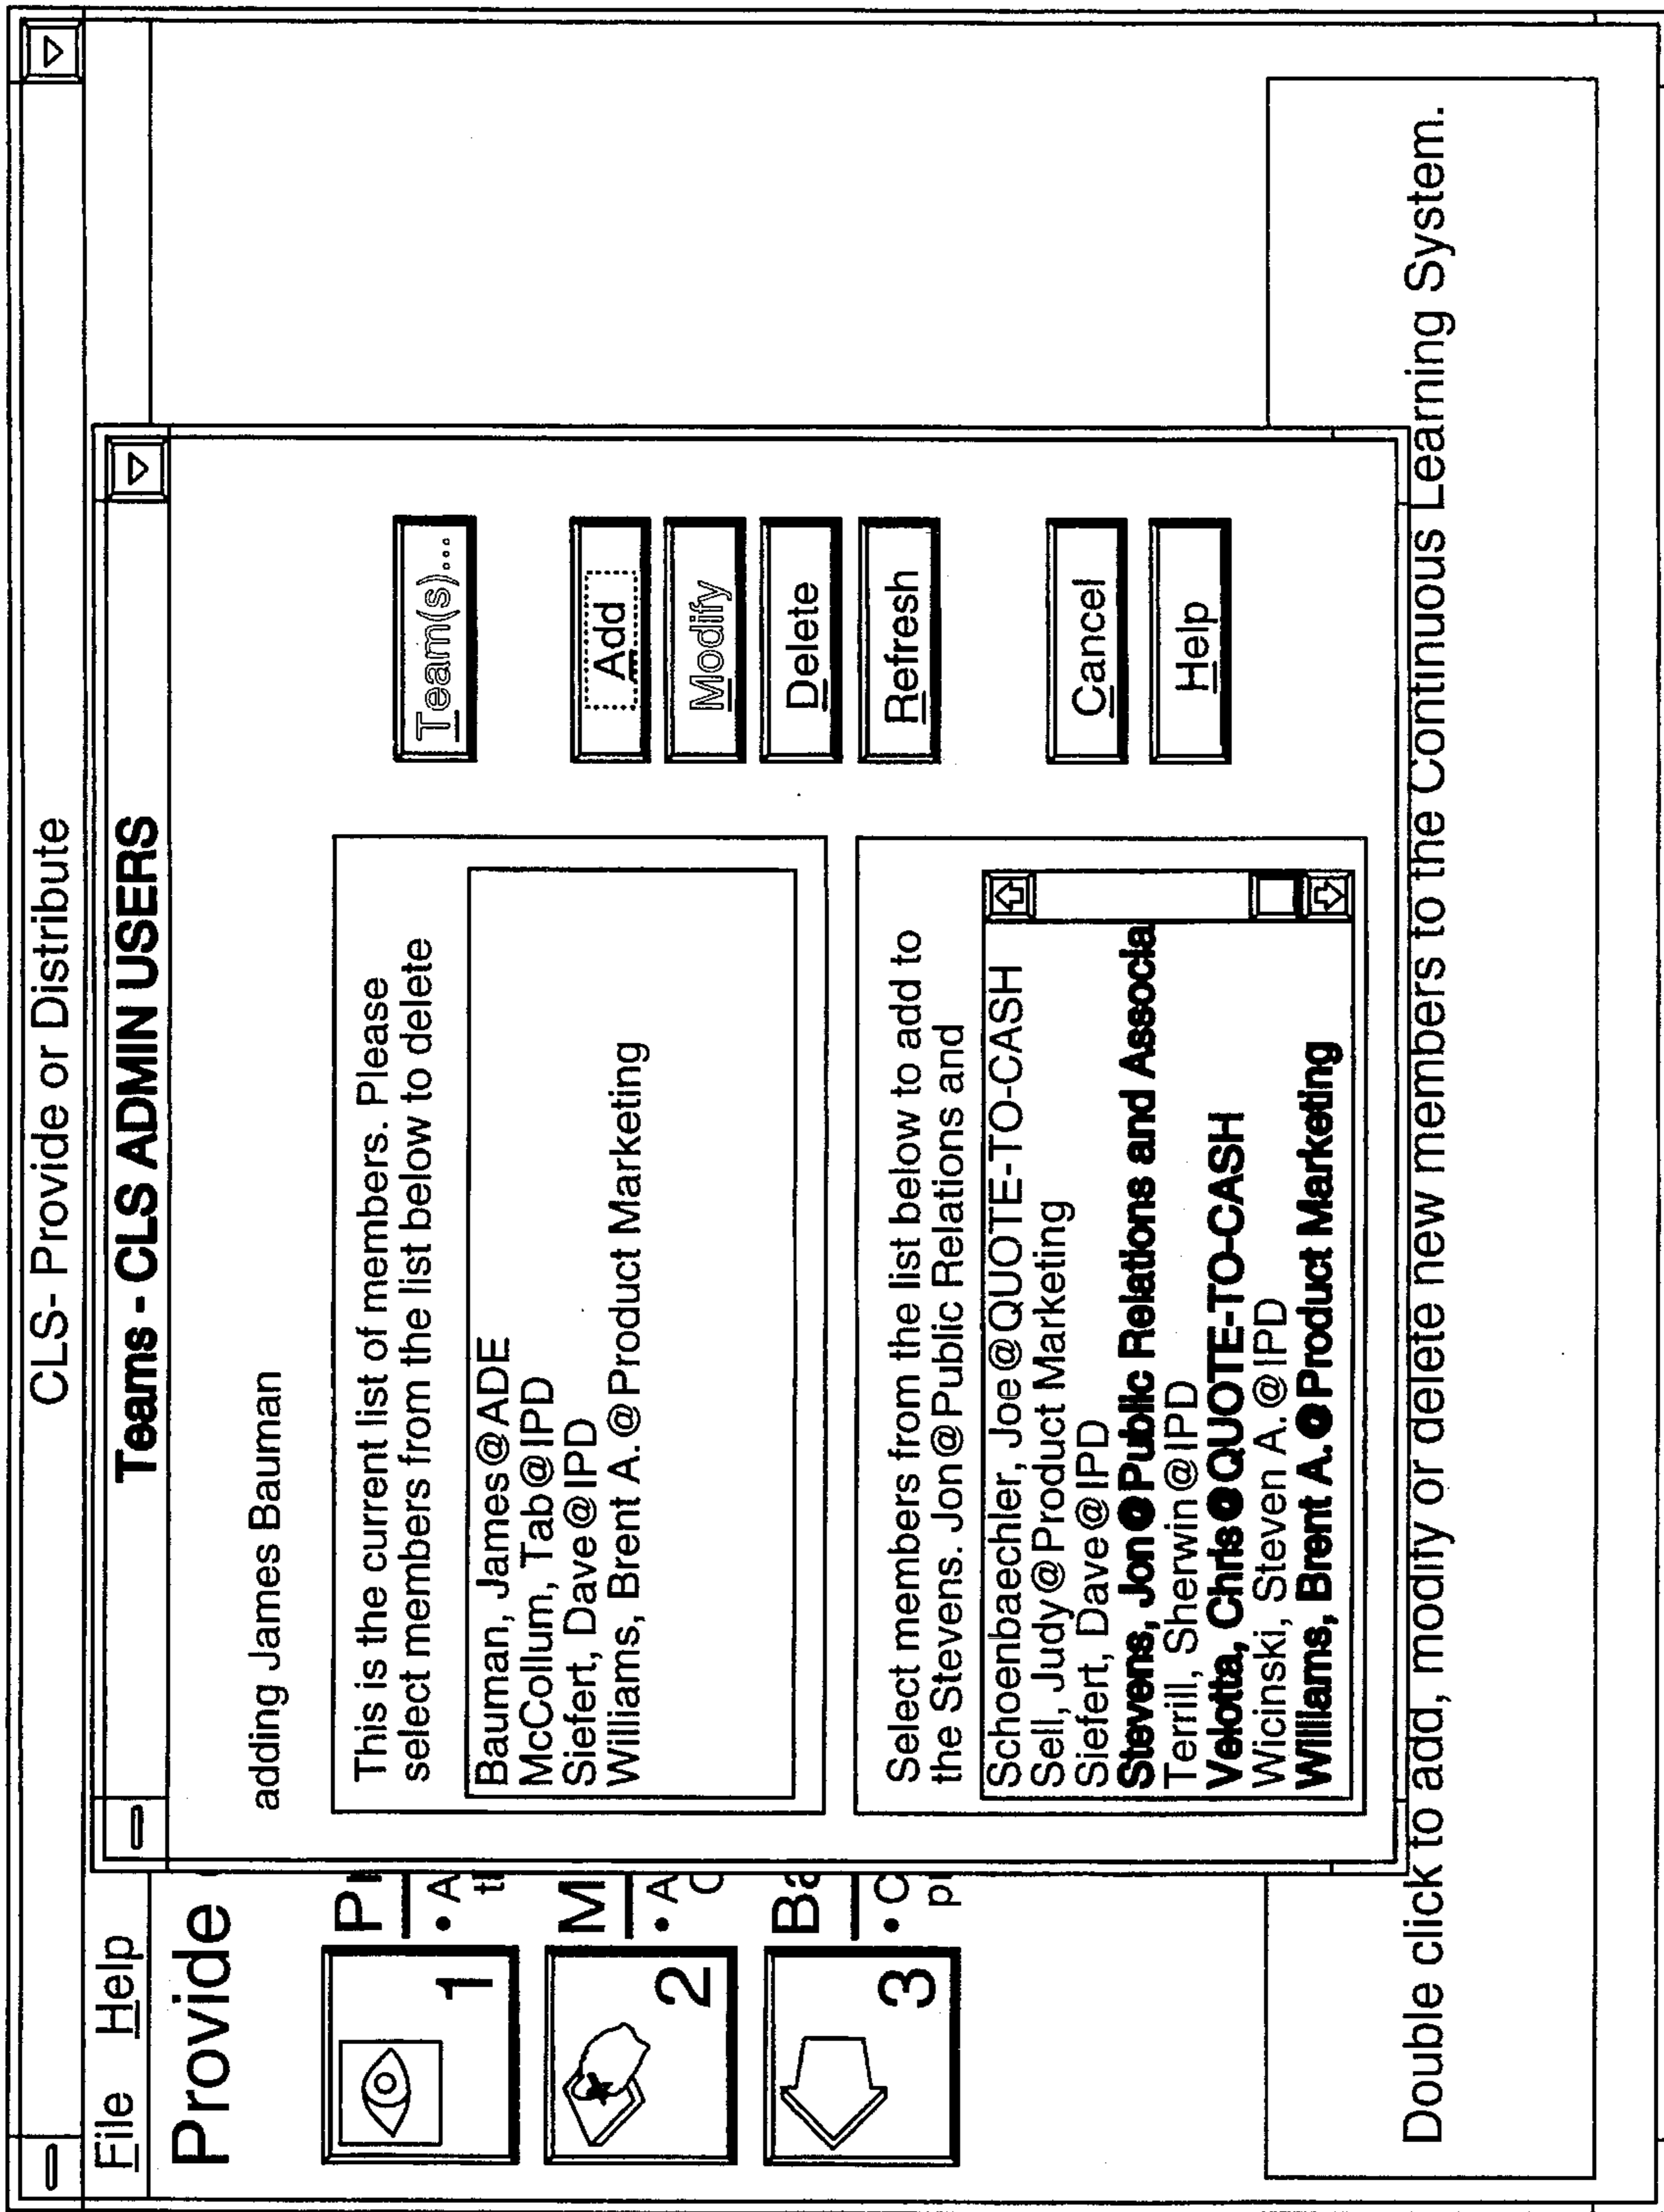 CLS- Provide or Distribute
File Help
Provide
Teams - CLS ADMIN USERS
adding James Bauman
This is the current list of members. Please
select members from the list below to delete
Bauman, James@ADE
McCollum, Tab@IPD
Siefert, Dave@IPD
Williams, Brent A.@Product Marketing
Select members from the list below to add to
the Stevens. Jon@Public Relations and
Schoenbaechler, Joe@QUOTE-TO-CASH
Sell, Judy@Product Marketing
Siefert, Dave@IPD
Stevens, Jon@Public Relations and Associa
Terrill, Sherwin@IPD
Velotta, Chris@QUOTE-TO-CASH
Wicinski, Steven A.@IPD
Williams, Brent A. @Product Marketing
Team(s)...
Add
Modify
Delete
Refresh
Cancel
Help
1
2
M
• A
3
Ba
• C
Double click to add, modify or delete new members to the Continuous Learning System.